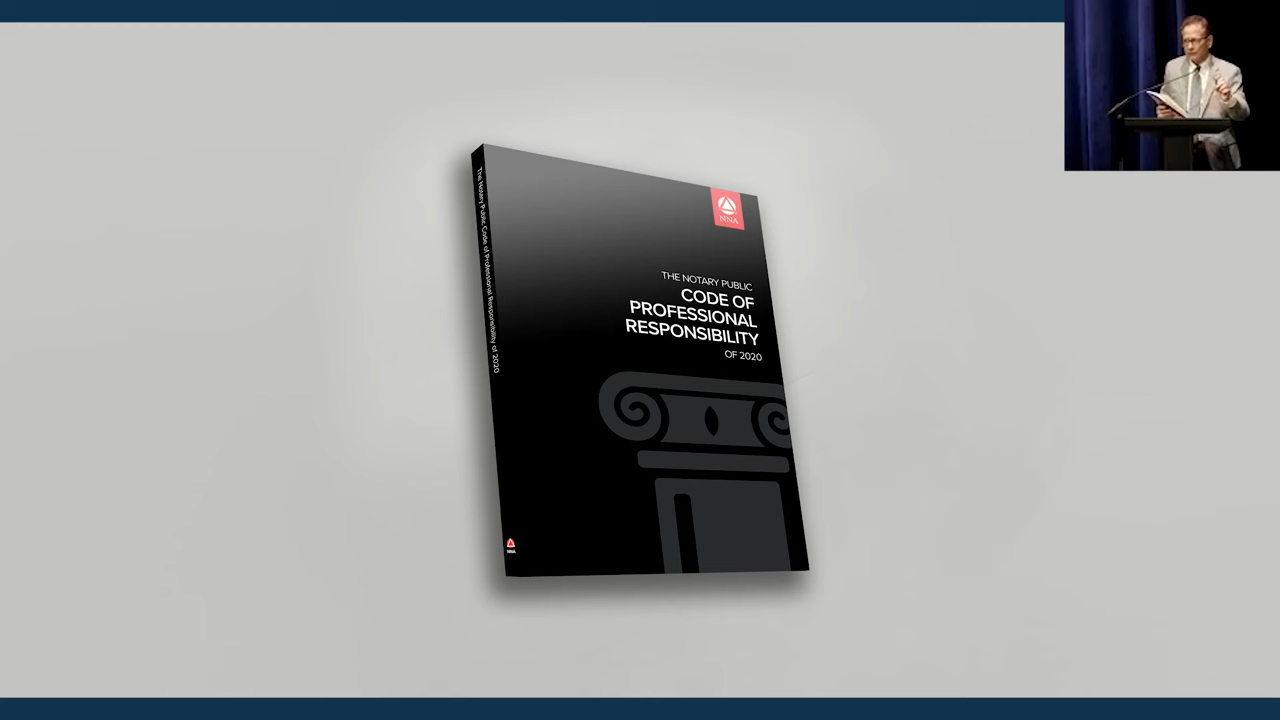 The Notary Public Code of Professional Responsibility of 2020
NNA
THE NOTARY PUBLIC
CODE OF
PROFESSIONAL
RESPONSIBILITY
OF 2020
NNA